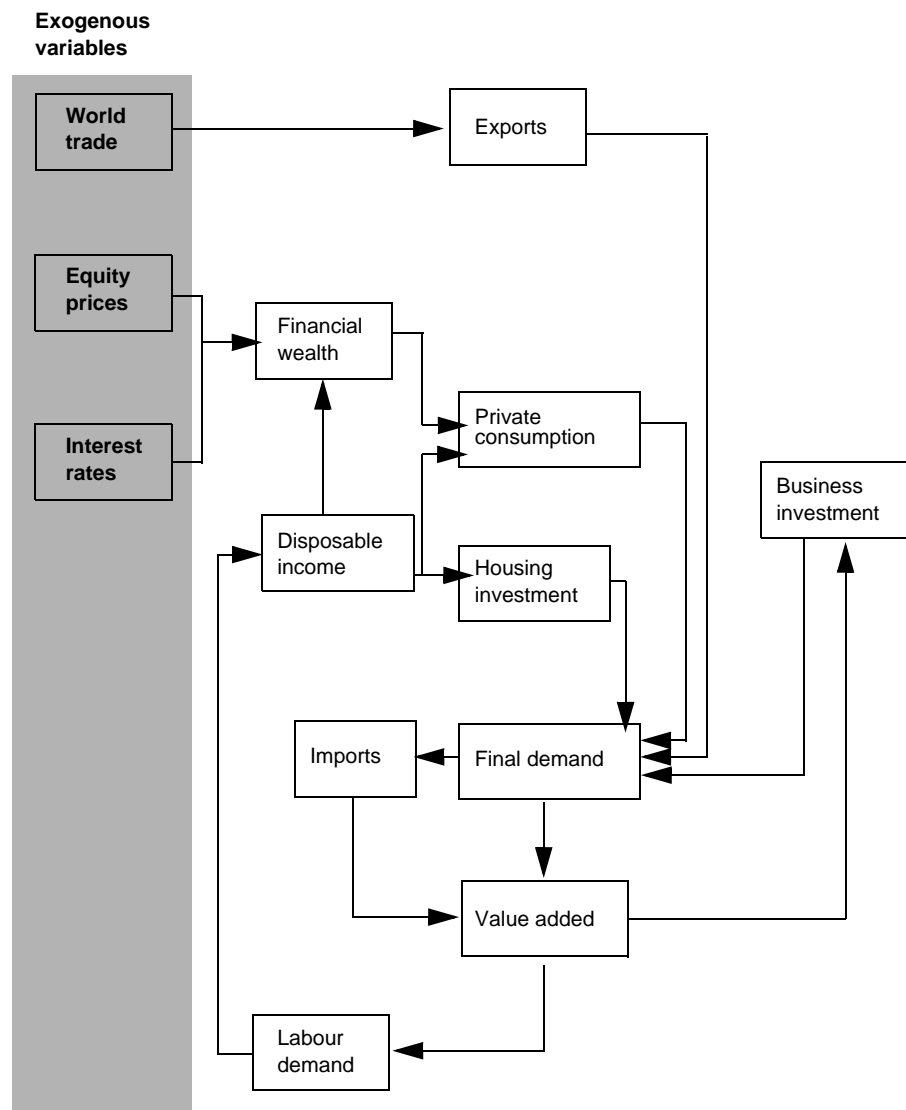 Exogenous
variables
World
trade
Exports
Equity
prices
Financial
wealth
Private
consumption
Interest
rates
Business
investment
Disposable
income
Housing
investment
Imports
Final demand
Value added
Labour
demand